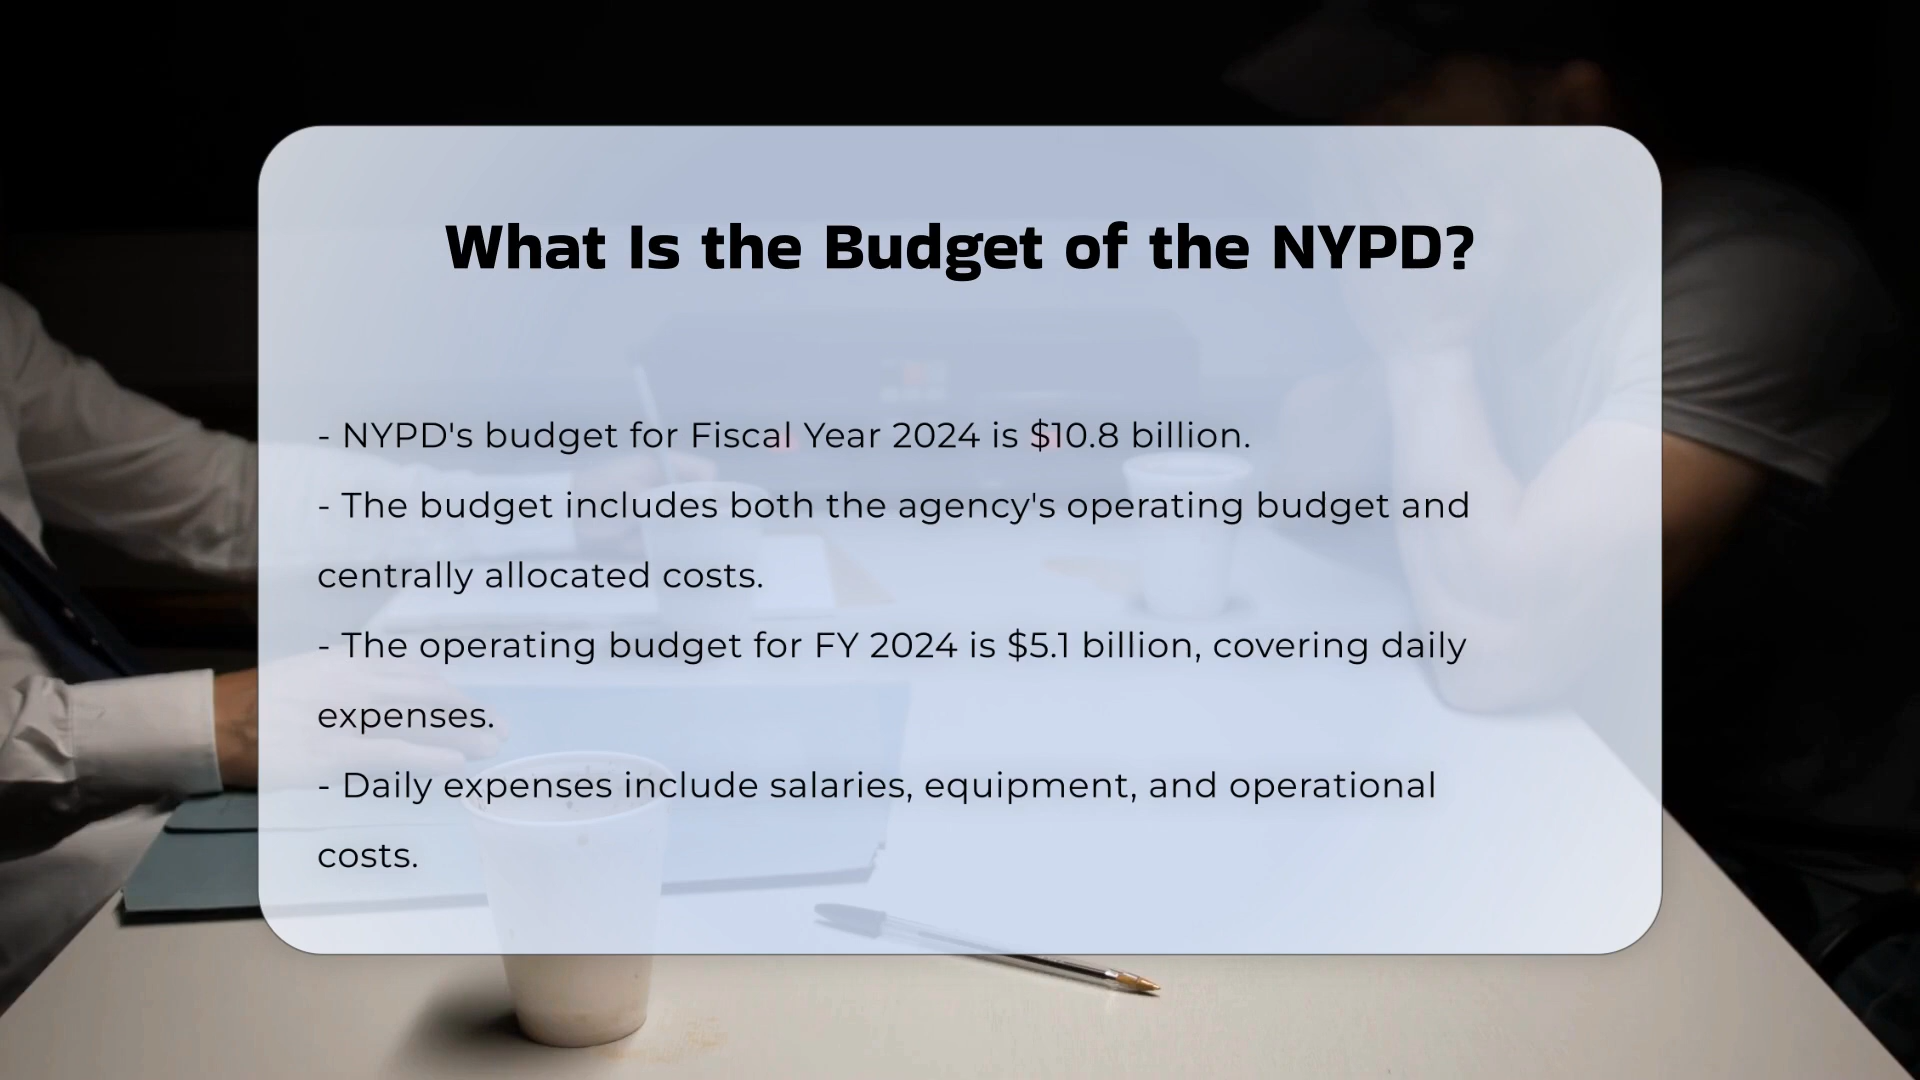 What Is the Budget of the NYPD?
- NYPD's budget for Fiscal Year 2024 is $10.8 billion.
- The budget includes both the agency's operating budget and
centrally allocated costs.
- The operating budget for FY 2024 is $5.1 billion, covering daily
expenses.
- Daily expenses include salaries, equipment, and operational
costs.